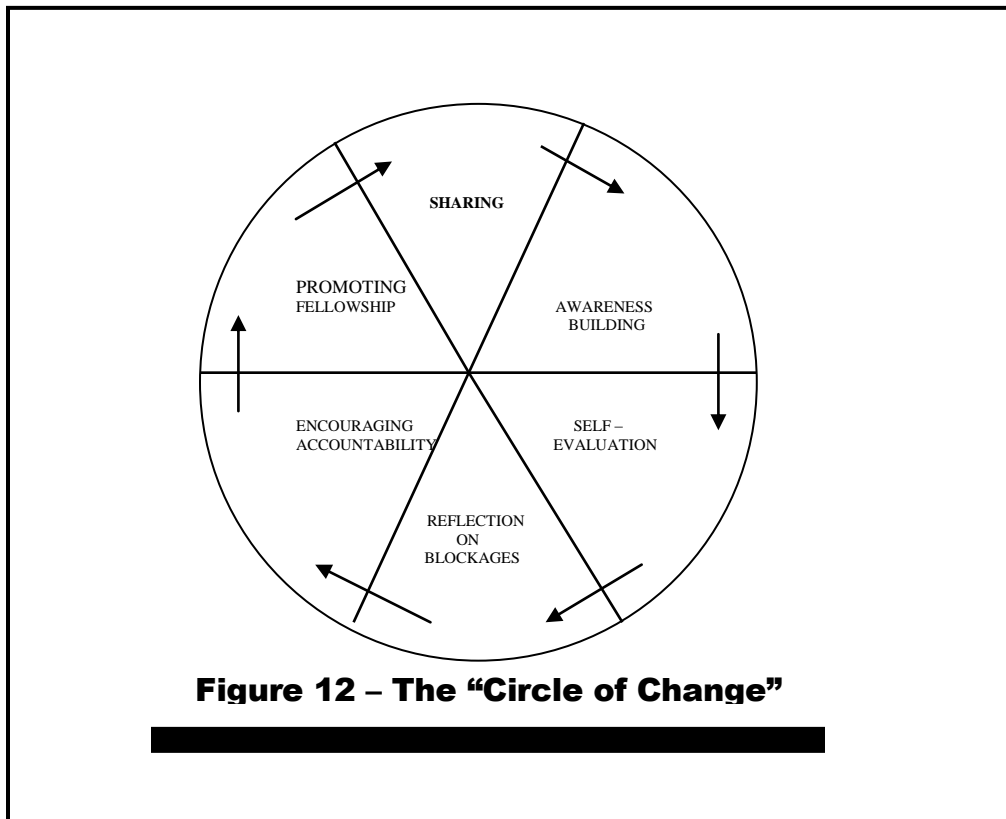 SHARING
PROMOTING
FELLOWSHIP
AWARENESS
BUILDING
ENCOURAGING
ACCOUNTABILITY
SELF –
EVALUATION
REFLECTION
ON
BLOCKAGES
Figure 12 – The “Circle of Change”